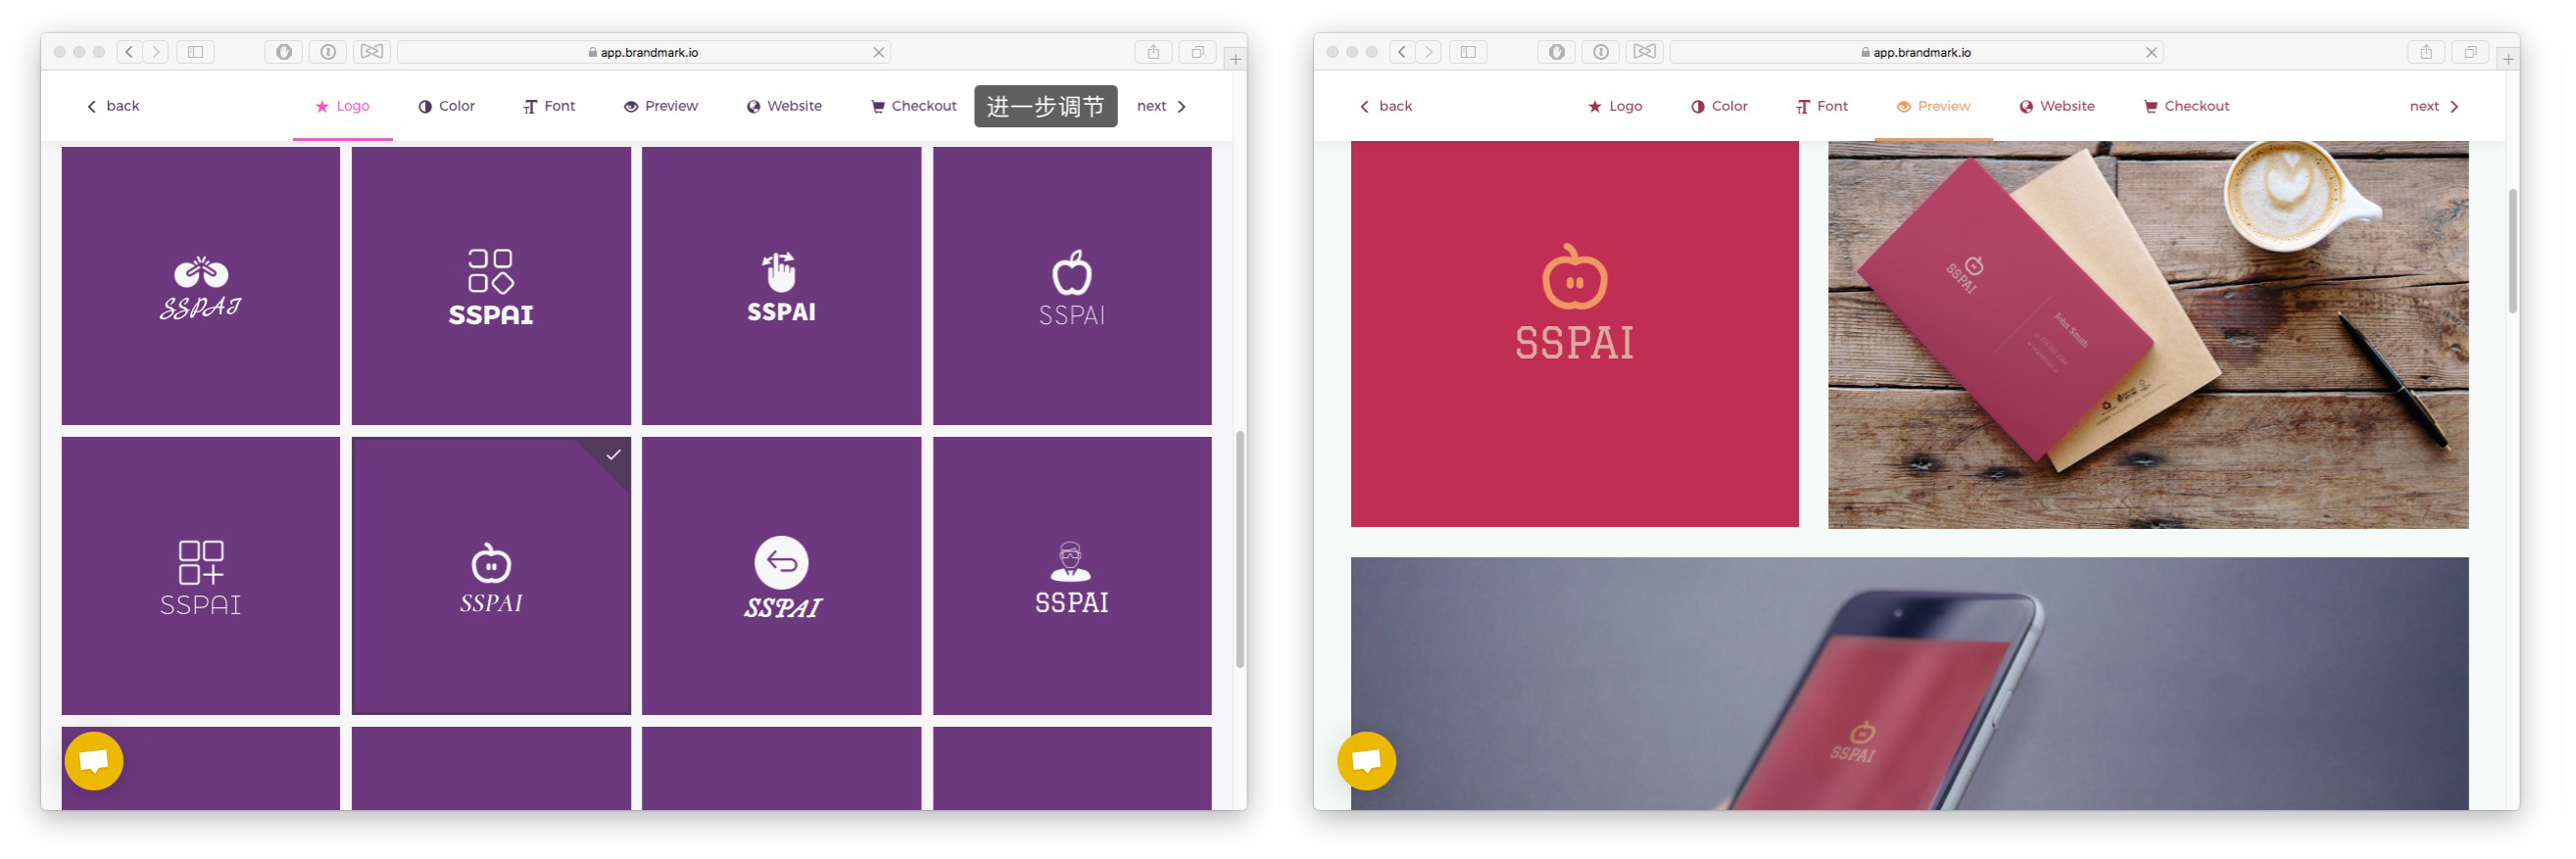 app.brandmark.io
back
Logo
Color
Font
Preview
Website
Checkout
进一步调节
next
SSPAI
SSPAI
SSPAI
SSPAI
SSPAI
SSPAI
SSPAI
SSPAI
app.brandmark.io
back
Logo
Color
Font
Preview
Website
Checkout
next
SSPAI
SSPAI
John Smith
SSPAI